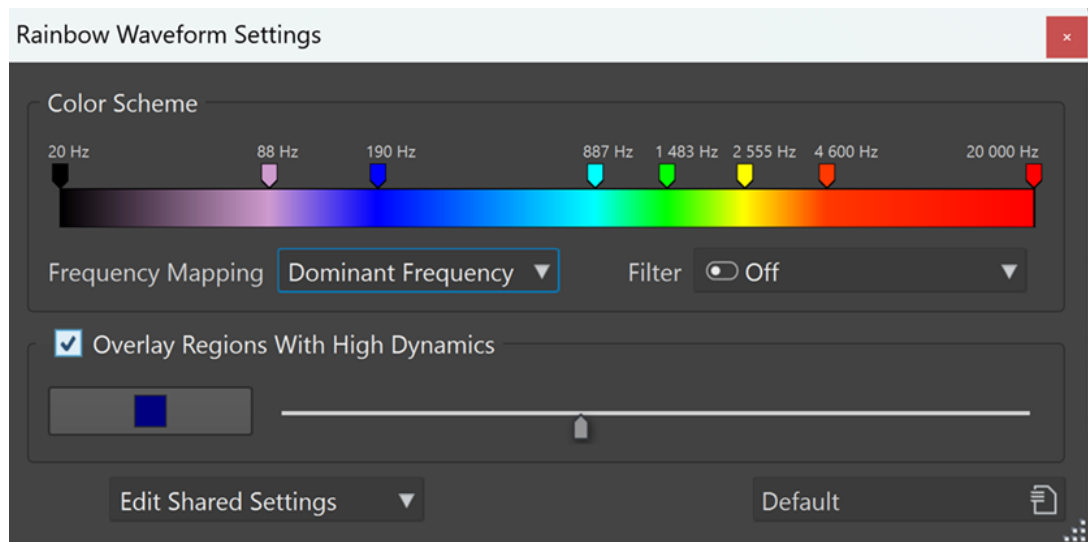 Rainbow Waveform Settings
Color Scheme
20 Hz 88 Hz 190 Hz 887 Hz 1 483 Hz 2 555 Hz 4 600 Hz 20 000 Hz
Frequency Mapping Dominant Frequency Filter Off
Overlay Regions With High Dynamics
Edit Shared Settings Default